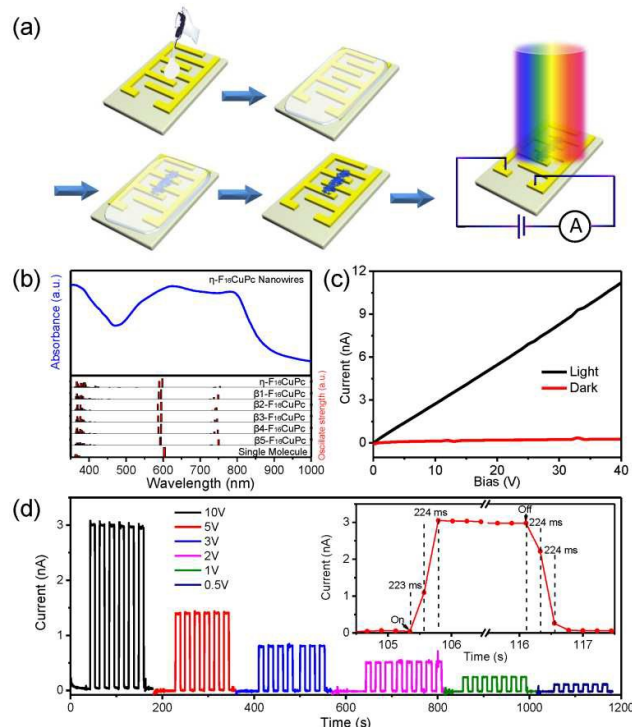 (a)
A
(b)
η-F₁₆CuPc Nanowires
Absorbance (a.u.)
η-F₁₆CuPc
β1-F₁₆CuPc
β2-F₁₆CuPc
β3-F₁₆CuPc
β4-F₁₆CuPc
β5-F₁₆CuPc
Single Molecule
Oscillate strength (a.u.)
400 500 600 700 800 900 1000
Wavelength (nm)
(c)
12
9
6
3
0
Current (nA)
Light
Dark
0 10 20 30 40
Bias (V)
(d)
3
2
1
0
Current (nA)
10V
5V
3V
2V
1V
0.5V
0 200 400 600 800 1000 1200
Time (s)
Off
224 ms
224 ms
224 ms
223 ms
On
3
2
1
0
Current (nA)
105 106 116 117
Time (s)